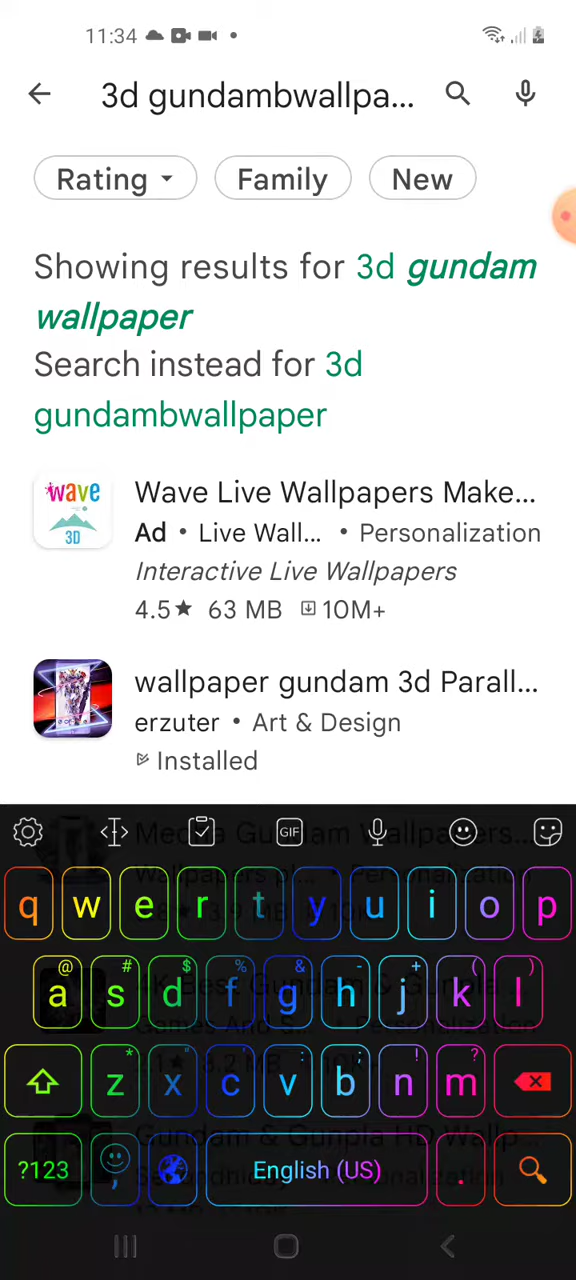 11:34
3d gundambwallpa...
Rating
Family
New
Showing results for 3d gundam
wallpaper
Search instead for 3d
gundambwallpaper
wave
3D
Wave Live Wallpapers Make...
Ad • Live Wall... • Personalization
Interactive Live Wallpapers
4.5★ 63 MB 10M+
wallpaper gundam 3d Parall...
erzuter • Art & Design
Installed
GIF
q w e r t y u i o p
@ # $ % & - + ( )
a s d f g h j k l
* " ' : ; ! ?
z x c v b n m
?123 , English (US) .